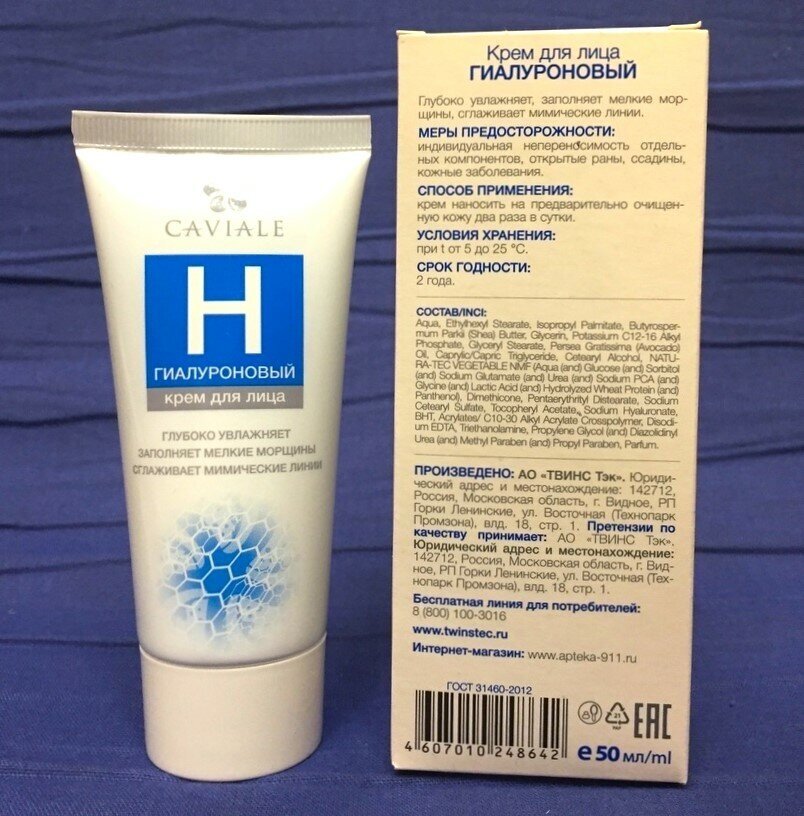 CAVIALE
H
ГИАЛУРОНОВЫЙ
крем для лица
ГЛУБОКО УВЛАЖНЯЕТ
ЗАПОЛНЯЕТ МЕЛКИЕ МОРЩИНЫ
СГЛАЖИВАЕТ МИМИЧЕСКИЕ ЛИНИИ
Крем для лица
ГИАЛУРОНОВЫЙ
Глубоко увлажняет, заполняет мелкие мор-
щины, сглаживает мимические линии.
МЕРЫ ПРЕДОСТОРОЖНОСТИ:
индивидуальная непереносимость отдель-
ных компонентов, открытые раны, ссадины,
кожные заболевания.
СПОСОБ ПРИМЕНЕНИЯ:
крем наносить на предварительно очищен-
ную кожу два раза в сутки.
УСЛОВИЯ ХРАНЕНИЯ:
при t от 5 до 25 °C.
СРОК ГОДНОСТИ:
2 года.
СОСТАВ/INCI:
Aqua, Ethylhexyl Stearate, Isopropyl Palmitate, Butyrosper-
mum Parkii (Shea) Butter, Glycerin, Potassium C12-16 Alkyl
Phosphate, Glyceryl Stearate, Persea Gratissima (Avocado)
Oil, Caprylic/Capric Triglyceride, Cetearyl Alcohol, NATU-
RA-TEC VEGETABLE NMF (Aqua (and) Glucose (and) Sorbitol
(and) Sodium Glutamate (and) Urea (and) Sodium PCA (and)
Glycine (and) Lactic Acid (and) Hydrolyzed Wheat Protein (and)
Panthenol), Dimethicone, Pentaerythrityl Distearate, Sodium
Cetearyl Sulfate, Tocopheryl Acetate, Sodium Hyaluronate,
BHT, Acrylates/ C10-30 Alkyl Acrylate Crosspolymer, Disodi-
um EDTA, Triethanolamine, Propylene Glycol (and) Diazolidinyl
Urea (and) Methyl Paraben (and) Propyl Paraben, Parfum.
ПРОИЗВЕДЕНО: АО «ТВИНС Тэк». Юриди-
ческий адрес и местонахождение: 142712,
Россия, Московская область, г. Видное, РП
Горки Ленинские, ул. Восточная (Технопарк
Промзона), влд. 18, стр. 1. Претензии по
качеству принимает: АО «ТВИНС Тэк».
Юридический адрес и местонахождение:
142712, Россия, Московская область, г. Вид-
ное, РП Горки Ленинские, ул. Восточная (Тех-
нопарк Промзона), влд. 18, стр. 1.
Бесплатная линия для потребителей:
8 (800) 100-3016
www.twinstec.ru
Интернет-магазин: www.apteka-911.ru
ГОСТ 31460-2012
4 607010 248642
21
PAP
EAC
e 50 мл/ml